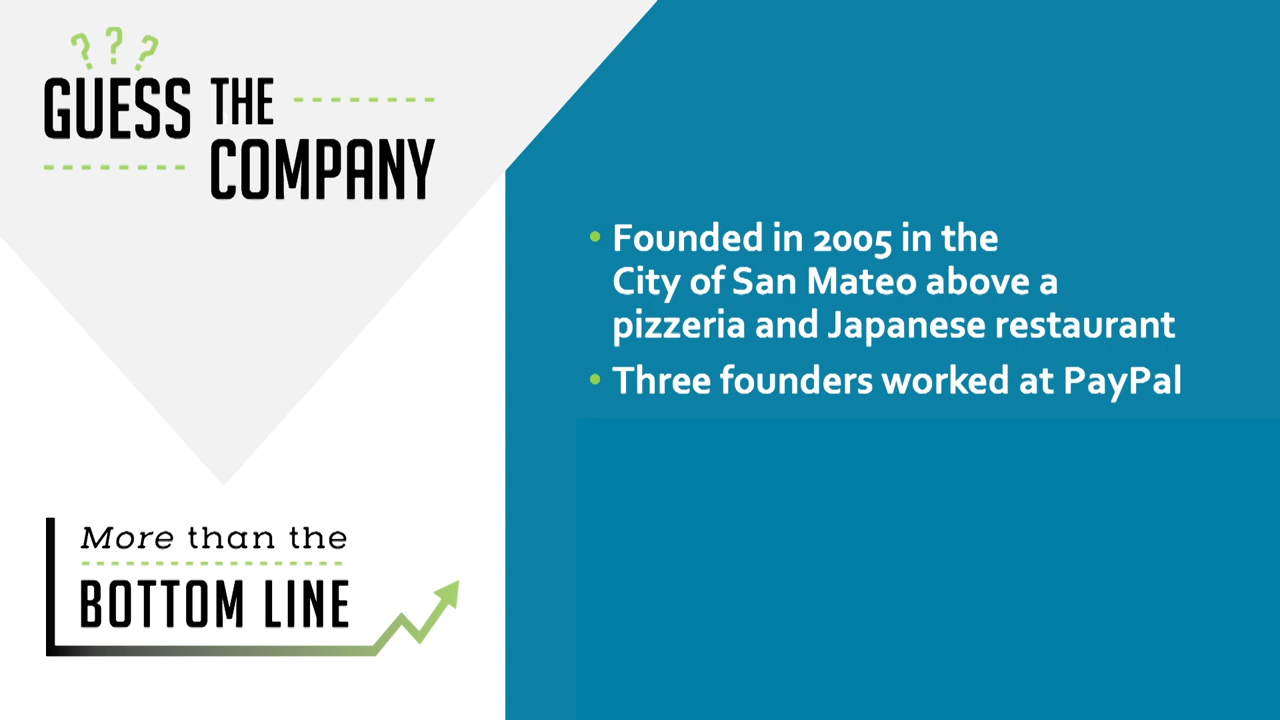 ? ? ?
GUESS THE
COMPANY
• Founded in 2005 in the
City of San Mateo above a
pizzeria and Japanese restaurant
• Three founders worked at PayPal
More than the
BOTTOM LINE